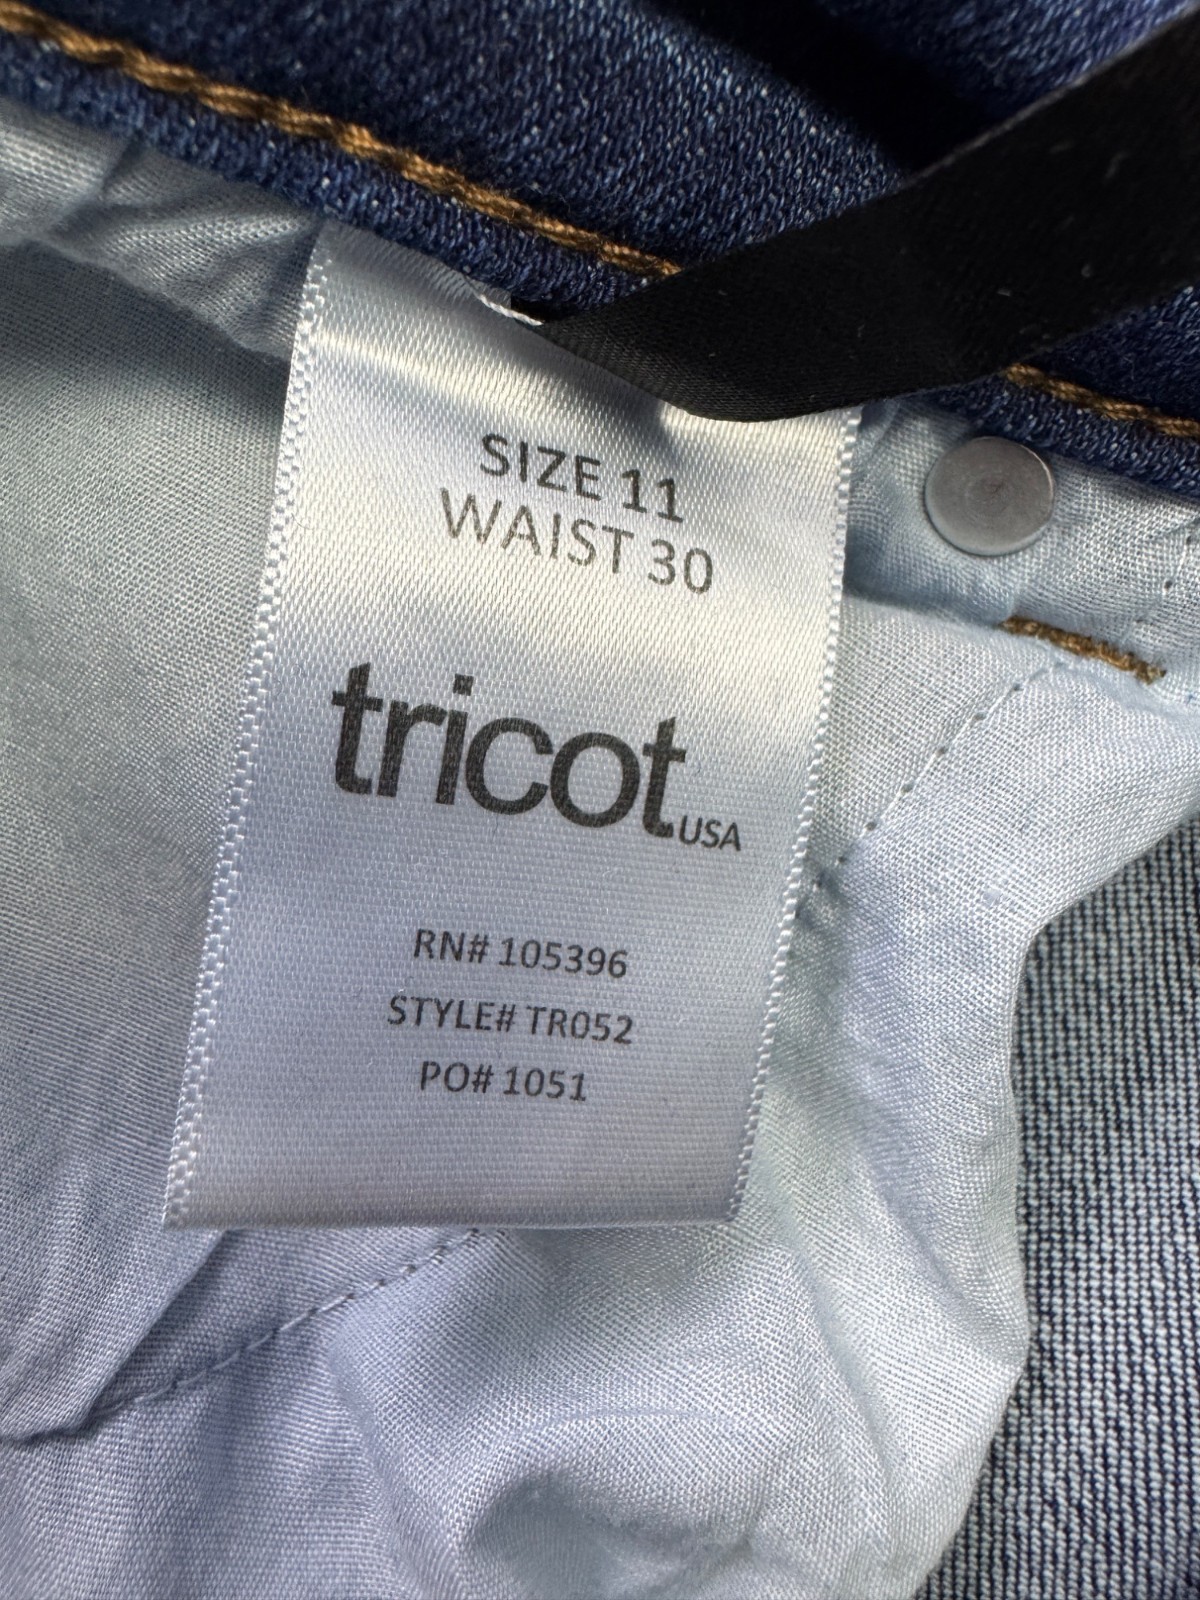 SIZE 11
WAIST 30
tricot USA
RN# 105396
STYLE# TR052
PO# 1051